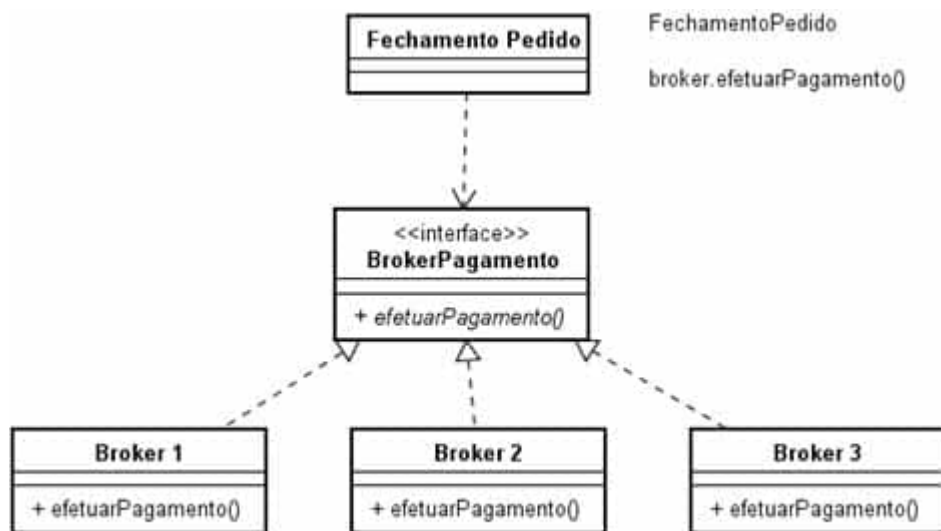 Fechamento Pedido
FechamentoPedido
broker.efetuarPagamento()
<<interface>>
BrokerPagamento
+ efetuarPagamento()
Broker 1
+ efetuarPagamento()
Broker 2
+ efetuarPagamento()
Broker 3
+ efetuarPagamento()